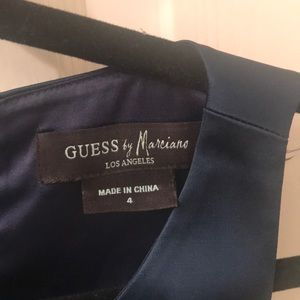 GUESS by Marciano
LOS ANGELES
MADE IN CHINA
4